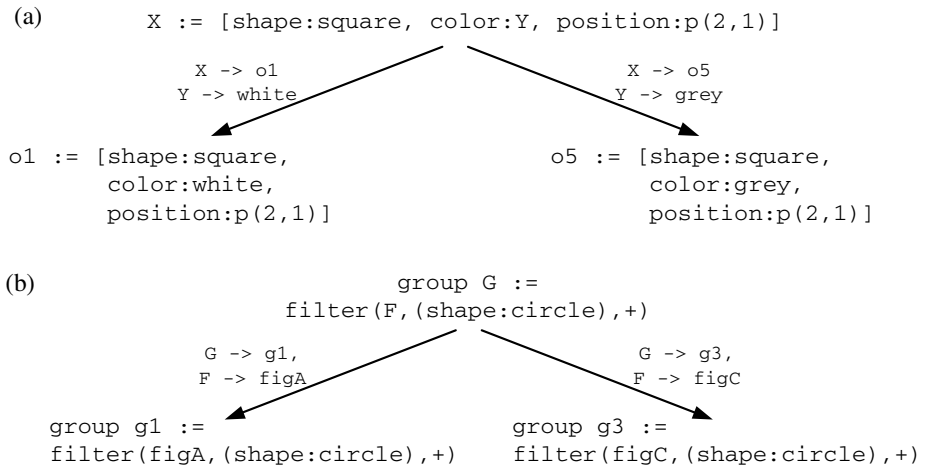 (a)
X := [shape:square, color:Y, position:p(2,1)]
X -> o1
Y -> white
X -> o5
Y -> grey
o1 := [shape:square,
color:white,
position:p(2,1)]
o5 := [shape:square,
color:grey,
position:p(2,1)]
(b)
group G :=
filter(F,(shape:circle),+)
G -> g1,
F -> figA
G -> g3,
F -> figC
group g1 :=
filter(figA,(shape:circle),+)
group g3 :=
filter(figC,(shape:circle),+)